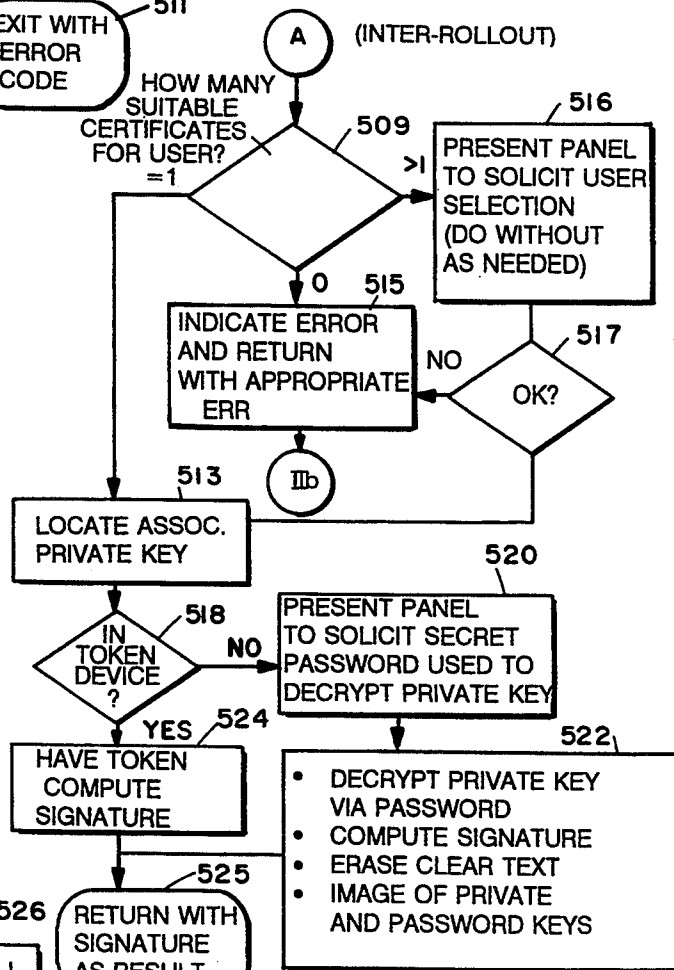 511
EXIT WITH
ERROR
CODE
A
(INTER-ROLLOUT)
HOW MANY
SUITABLE
CERTIFICATES
FOR USER?
=1
509
>1
516
PRESENT PANEL
TO SOLICIT USER
SELECTION
(DO WITHOUT
AS NEEDED)
0
515
INDICATE ERROR
AND RETURN
WITH APPROPRIATE
ERR
NO
517
OK?
IIb
513
LOCATE ASSOC.
PRIVATE KEY
518
IN
TOKEN
DEVICE
?
NO
520
PRESENT PANEL
TO SOLICIT SECRET
PASSWORD USED TO
DECRYPT PRIVATE KEY
YES
524
HAVE TOKEN
COMPUTE
SIGNATURE
522
• DECRYPT PRIVATE KEY
VIA PASSWORD
• COMPUTE SIGNATURE
• ERASE CLEAR TEXT
• IMAGE OF PRIVATE
AND PASSWORD KEYS
525
RETURN WITH
SIGNATURE
AS RESULT
526